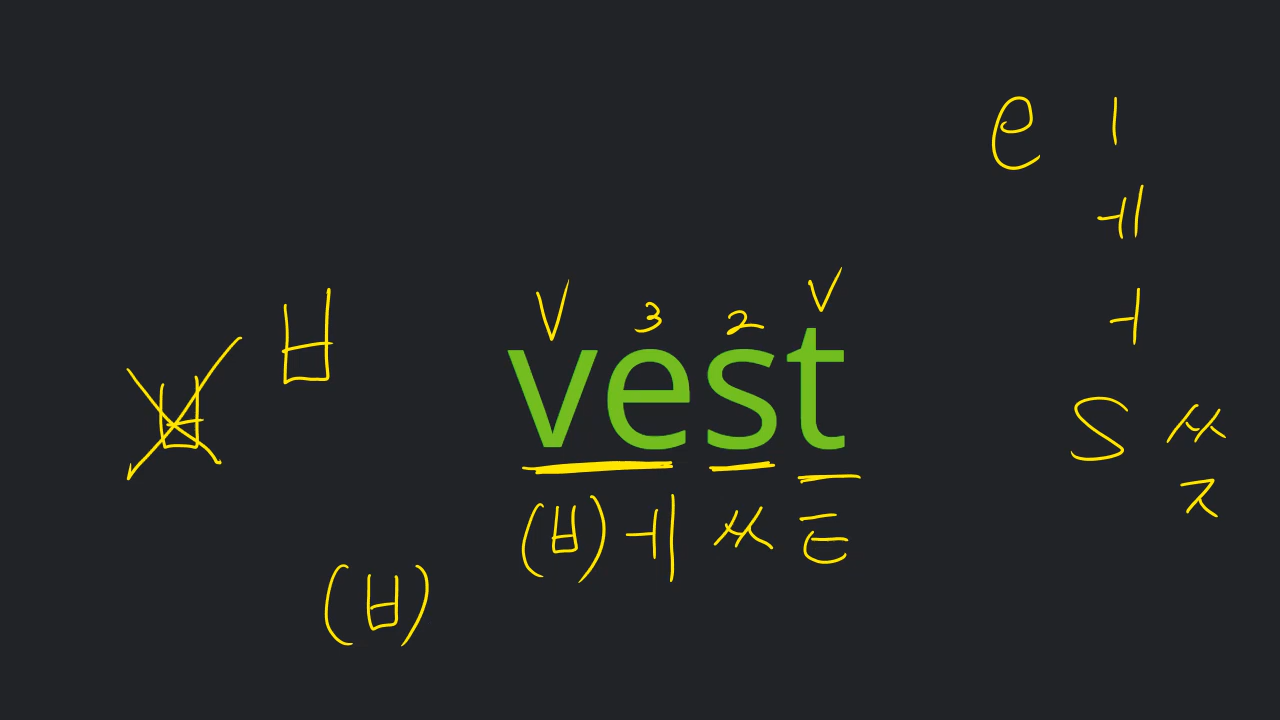 e ㅣ
ㅔ
ㅓ
V 3 2 V
ㅂ
vest
ㅂ
S ㅆ
ㅈ
(ㅂ)ㅔ ㅆ ㅌ
(ㅂ)